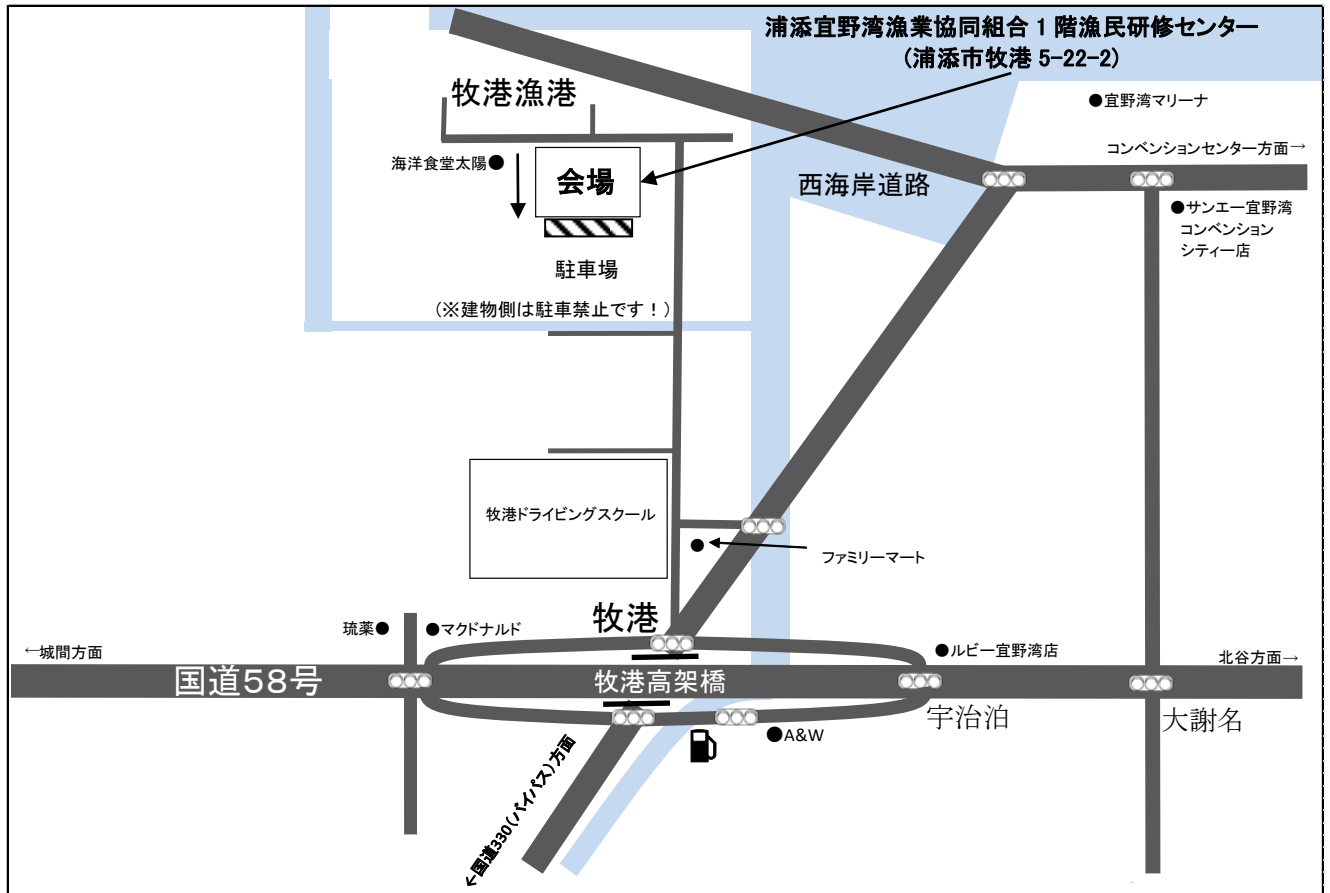 浦添宜野湾漁業協同組合 1 階漁民研修センター
(浦添市牧港 5-22-2)
牧港漁港
●宜野湾マリーナ
海洋食堂太陽●
会場
コンベンションセンター方面→
西海岸道路
●サンエー宜野湾
コンベンション
シティー店
駐車場
(※建物側は駐車禁止です！)
牧港ドライビングスクール
ファミリーマート
牧港
琉薬●
●マクドナルド
←城間方面
●ルビー宜野湾店
北谷方面→
国道58号
牧港高架橋
宇治泊
大謝名
●A&W
←国道330(バイパス)方面